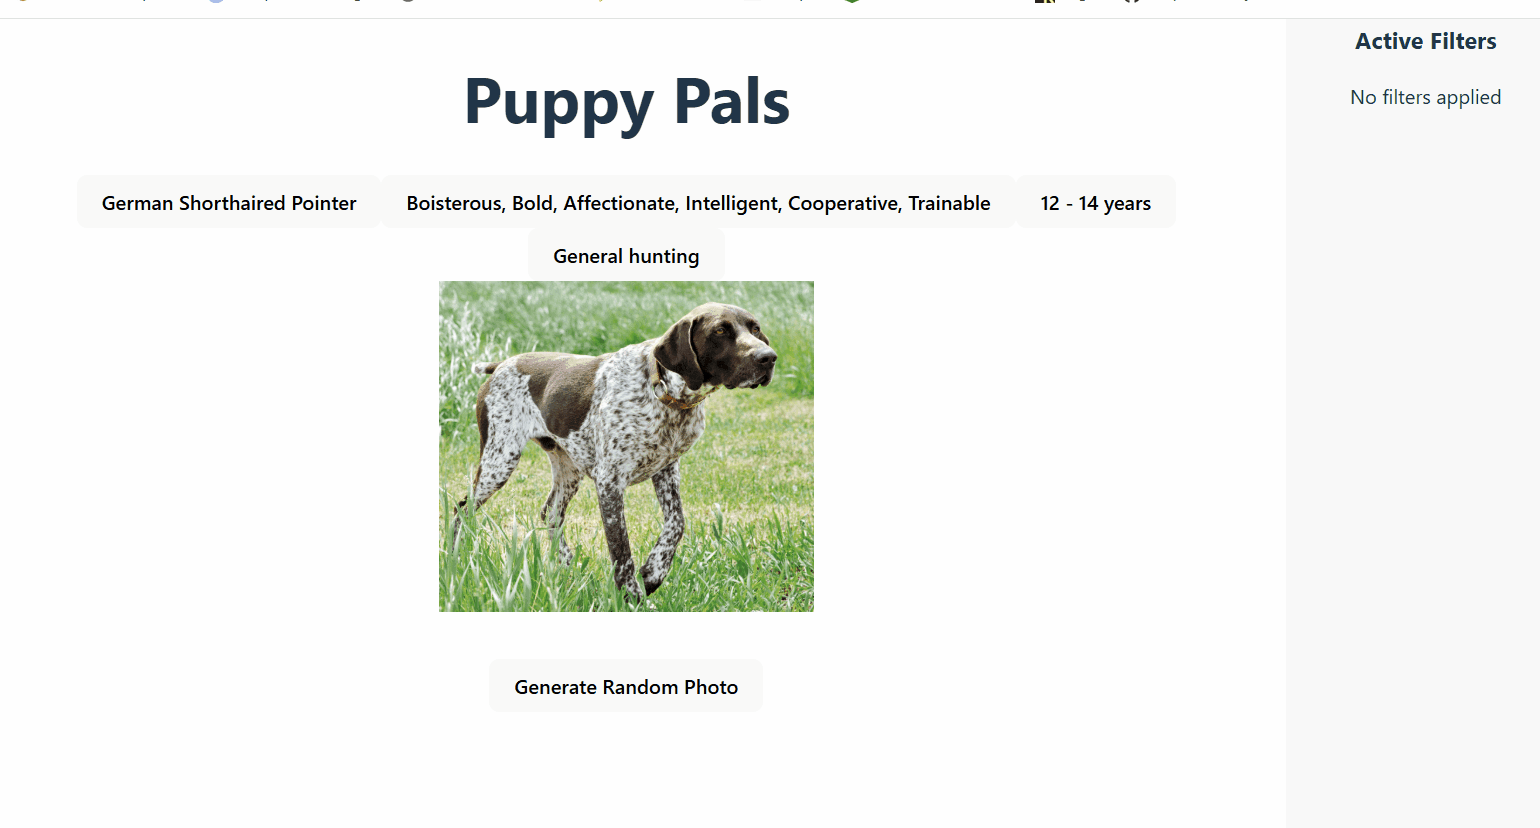 Puppy Pals
German Shorthaired Pointer Boisterous, Bold, Affectionate, Intelligent, Cooperative, Trainable 12 - 14 years
General hunting
Generate Random Photo
Active Filters
No filters applied